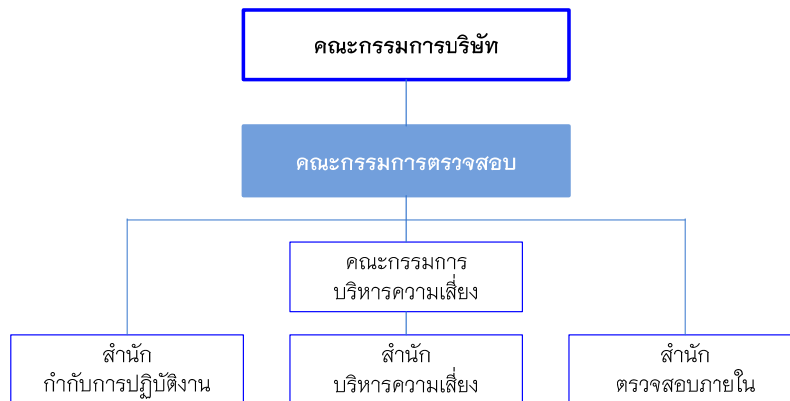 คณะกรรมการบริษัท
คณะกรรมการตรวจสอบ
คณะกรรมการ
บริหารความเสี่ยง
สำนัก
กำกับการปฏิบัติงาน
สำนัก
บริหารความเสี่ยง
สำนัก
ตรวจสอบภายใน